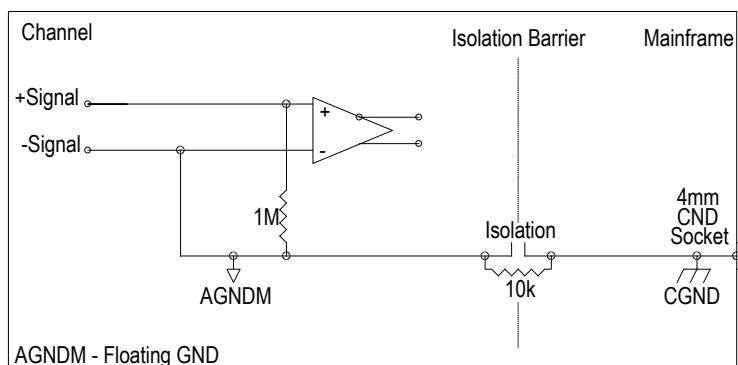 Channel
Isolation Barrier
Mainframe
+Signal
-Signal
+
-
1M
Isolation
10k
4mm
CND
Socket
AGNDM
CGND
AGNDM - Floating GND